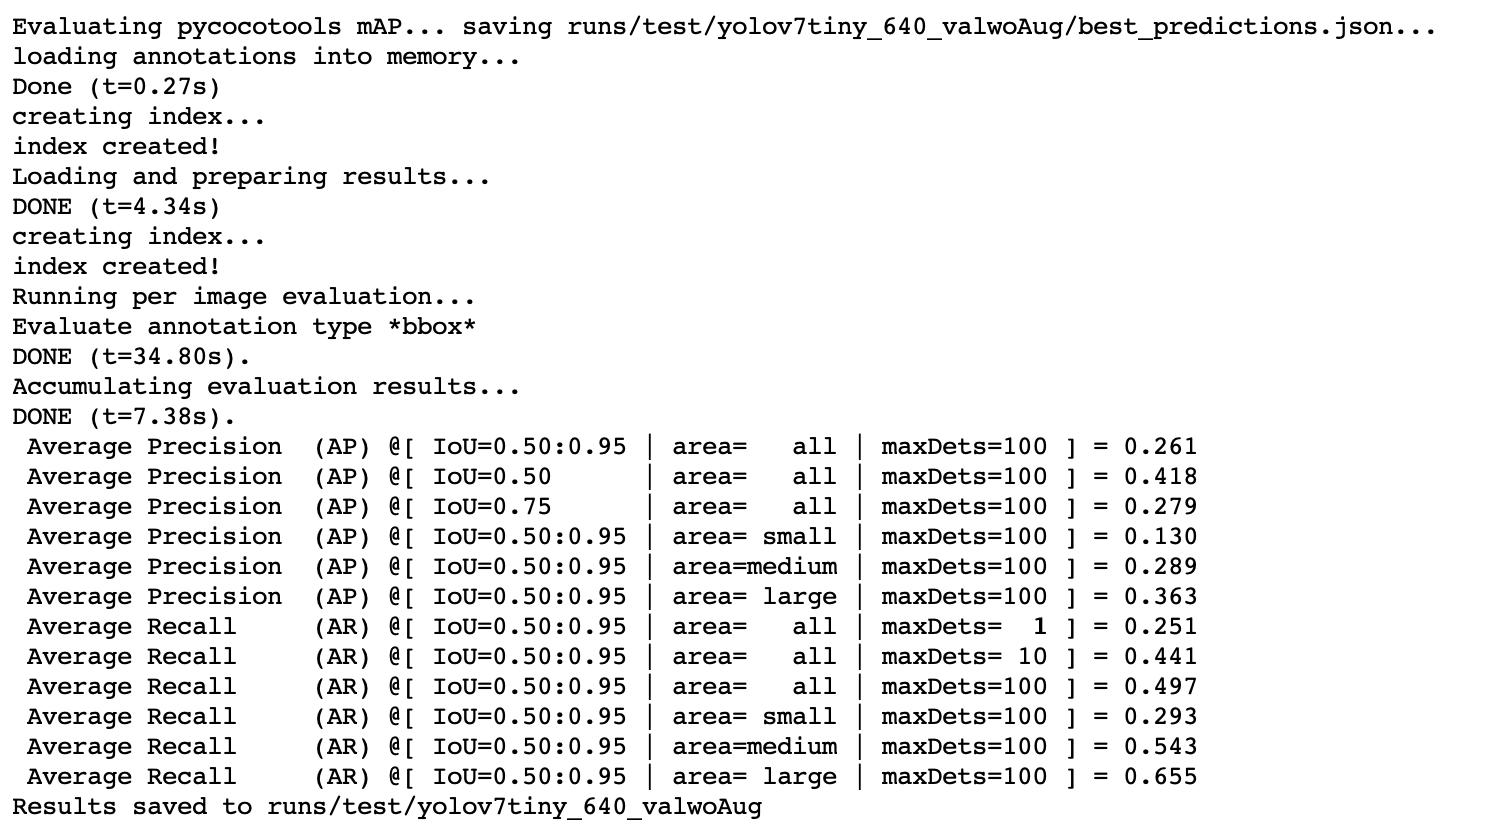 Evaluating pycocotools mAP... saving runs/test/yolov7tiny_640_valwoAug/best_predictions.json...
loading annotations into memory...
Done (t=0.27s)
creating index...
index created!
Loading and preparing results...
DONE (t=4.34s)
creating index...
index created!
Running per image evaluation...
Evaluate annotation type *bbox*
DONE (t=34.80s).
Accumulating evaluation results...
DONE (t=7.38s).
 Average Precision  (AP) @[ IoU=0.50:0.95 | area=   all | maxDets=100 ] = 0.261
 Average Precision  (AP) @[ IoU=0.50      | area=   all | maxDets=100 ] = 0.418
 Average Precision  (AP) @[ IoU=0.75      | area=   all | maxDets=100 ] = 0.279
 Average Precision  (AP) @[ IoU=0.50:0.95 | area= small | maxDets=100 ] = 0.130
 Average Precision  (AP) @[ IoU=0.50:0.95 | area=medium | maxDets=100 ] = 0.289
 Average Precision  (AP) @[ IoU=0.50:0.95 | area= large | maxDets=100 ] = 0.363
 Average Recall     (AR) @[ IoU=0.50:0.95 | area=   all | maxDets=  1 ] = 0.251
 Average Recall     (AR) @[ IoU=0.50:0.95 | area=   all | maxDets= 10 ] = 0.441
 Average Recall     (AR) @[ IoU=0.50:0.95 | area=   all | maxDets=100 ] = 0.497
 Average Recall     (AR) @[ IoU=0.50:0.95 | area= small | maxDets=100 ] = 0.293
 Average Recall     (AR) @[ IoU=0.50:0.95 | area=medium | maxDets=100 ] = 0.543
 Average Recall     (AR) @[ IoU=0.50:0.95 | area= large | maxDets=100 ] = 0.655
Results saved to runs/test/yolov7tiny_640_valwoAug